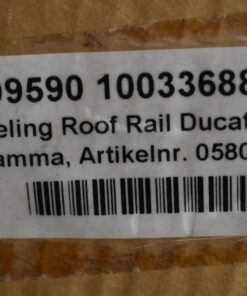 09590 10033688
eling Roof Rail Ducat
amma, Artikelnr. 0580